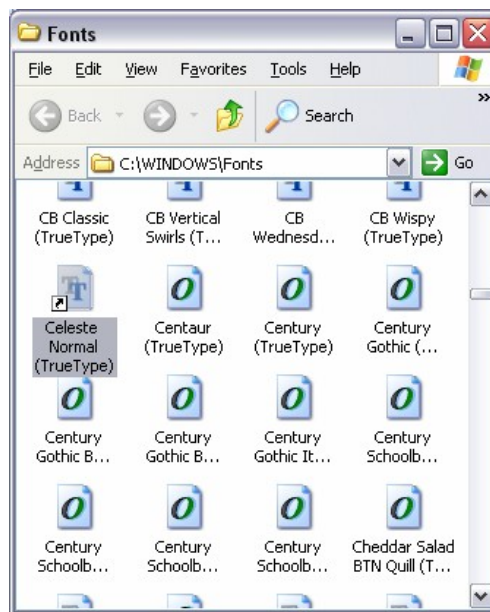 Fonts
File Edit View Favorites Tools Help
Back Search
Address C:\WINDOWS\Fonts Go
CB Classic CB Vertical CB CB Wispy
(TrueType) Swirls (T... Wednesd... (TrueType)
Celeste Centaur Century Century
Normal (TrueType) (TrueType) Gothic (...
(TrueType)
Century Century Century Century
Gothic B... Gothic B... Gothic It... Schoolb...
Century Century Century Cheddar Salad
Schoolb... Schoolb... Schoolb... BTN Quill (T...